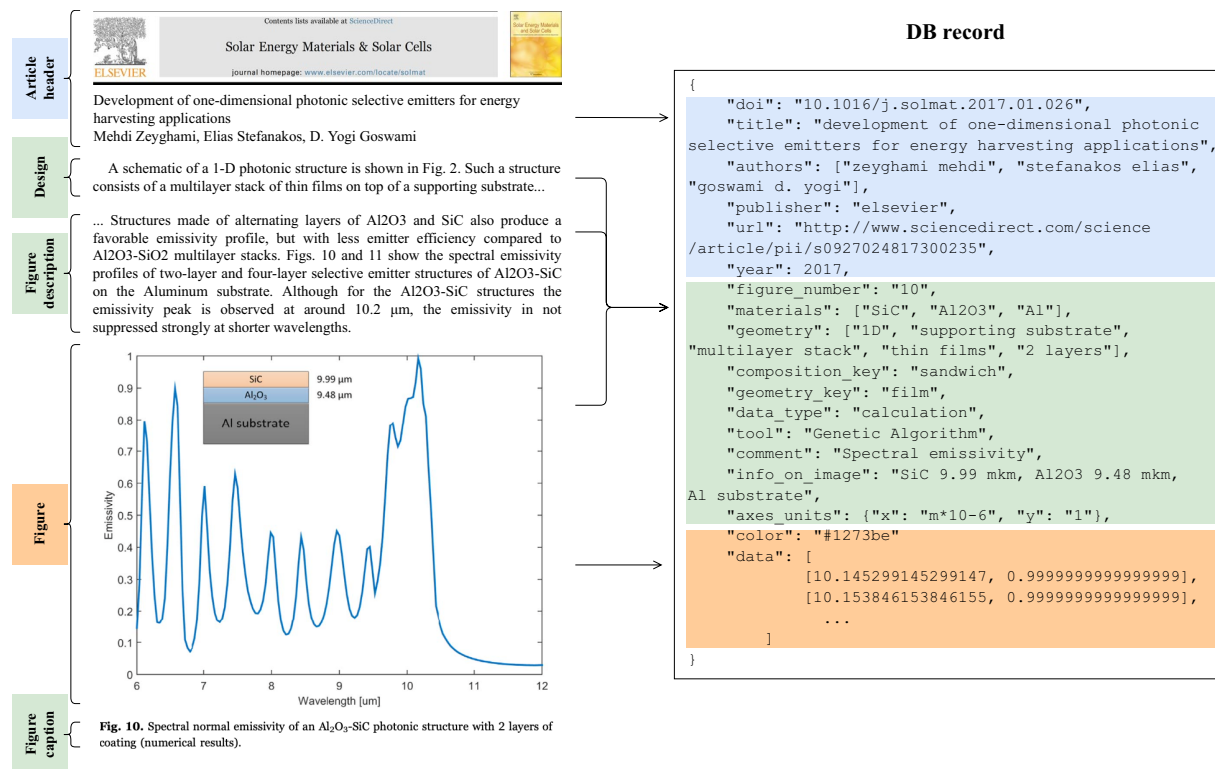 Contents lists available at ScienceDirect
Solar Energy Materials & Solar Cells
journal homepage: www.elsevier.com/locate/solmat
ELSEVIER
Solar Energy Materials
and Solar Cells
Article
header
Development of one-dimensional photonic selective emitters for energy
harvesting applications
Mehdi Zeyghami, Elias Stefanakos, D. Yogi Goswami
Design
A schematic of a 1-D photonic structure is shown in Fig. 2. Such a structure
consists of a multilayer stack of thin films on top of a supporting substrate...
Figure
description
... Structures made of alternating layers of Al2O3 and SiC also produce a
favorable emissivity profile, but with less emitter efficiency compared to
Al2O3-SiO2 multilayer stacks. Figs. 10 and 11 show the spectral emissivity
profiles of two-layer and four-layer selective emitter structures of Al2O3-SiC
on the Aluminum substrate. Although for the Al2O3-SiC structures the
emissivity peak is observed at around 10.2 μm, the emissivity in not
suppressed strongly at shorter wavelengths.
Figure
1
0.9
0.8
0.7
0.6
0.5
0.4
0.3
0.2
0.1
0
Emissivity
SiC 9.99 μm
Al₂O₃ 9.48 μm
Al substrate
6 7 8 9 10 11 12
Wavelength [um]
Figure
caption
Fig. 10. Spectral normal emissivity of an Al₂O₃-SiC photonic structure with 2 layers of
coating (numerical results).
DB record
{
"doi": "10.1016/j.solmat.2017.01.026",
"title": "development of one-dimensional photonic
selective emitters for energy harvesting applications",
"authors": ["zeyghami mehdi", "stefanakos elias",
"goswami d. yogi"],
"publisher": "elsevier",
"url": "http://www.sciencedirect.com/science
/article/pii/s0927024817300235",
"year": 2017,
"figure_number": "10",
"materials": ["SiC", "Al2O3", "Al"],
"geometry": ["1D", "supporting substrate",
"multilayer stack", "thin films", "2 layers"],
"composition_key": "sandwich",
"geometry_key": "film",
"data_type": "calculation",
"tool": "Genetic Algorithm",
"comment": "Spectral emissivity",
"info_on_image": "SiC 9.99 mkm, Al2O3 9.48 mkm,
Al substrate",
"axes_units": {"x": "m*10-6", "y": "1"},
"color": "#1273be"
"data": [
[10.145299145299147, 0.9999999999999999],
[10.153846153846155, 0.9999999999999999],
...
]
}